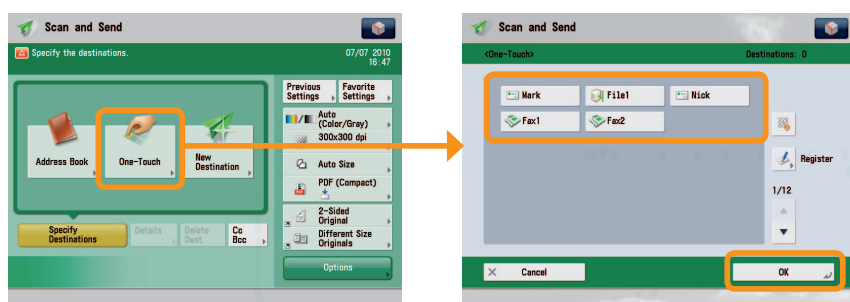 Scan and Send
Specify the destinations.
07/07 2010
16:47
Previous
Settings
Favorite
Settings
Auto
(Color/Gray)
300x300 dpi
Address Book
One-Touch
New
Destination
Auto Size
PDF (Compact)
2-Sided
Original
Different Size
Originals
Specify
Destinations
Details
Delete
Dest.
Cc
Bcc
Options
Scan and Send
<One-Touch>
Destinations: 0
Mark
File1
Nick
Fax1
Fax2
Register
1/12
Cancel
OK